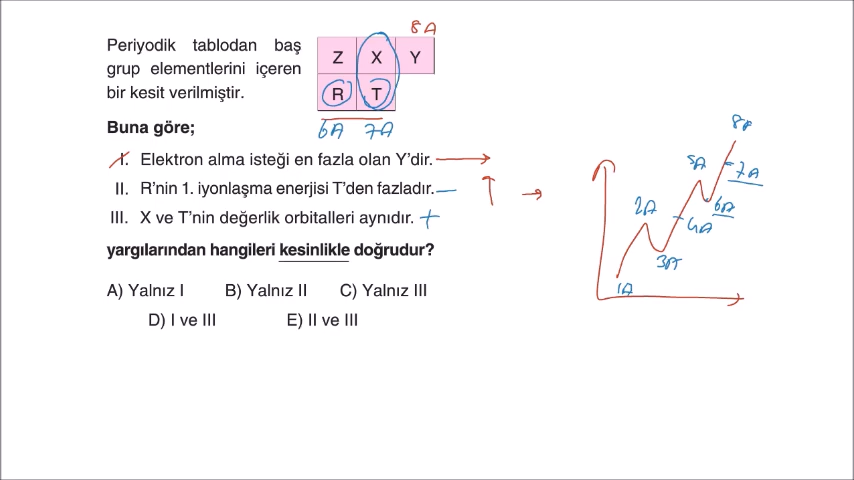 8A
Periyodik tablodan baş
grup elementlerini içeren
bir kesit verilmiştir.
Z X Y
R T
6A 7A
Buna göre;
I. Elektron alma isteği en fazla olan Y'dir.
II. R'nin 1. iyonlaşma enerjisi T'den fazladır.
III. X ve T'nin değerlik orbitalleri aynıdır. +
yargılarından hangileri kesinlikle doğrudur?
A) Yalnız I B) Yalnız II C) Yalnız III
D) I ve III E) II ve III
8A
7A
5A
6A
2A
4A
3A
1A